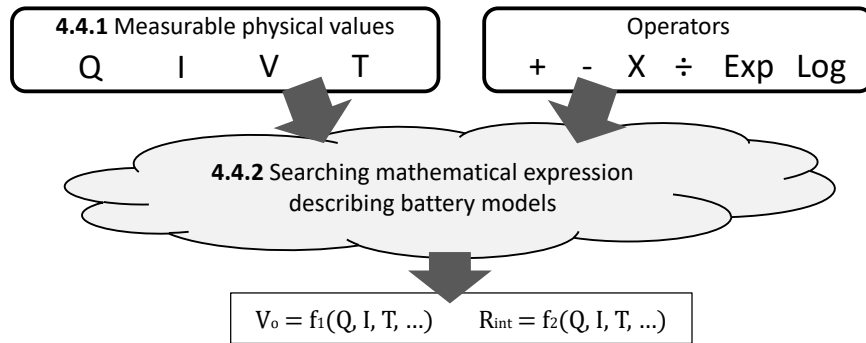 4.4.1 Measurable physical values
Q I V T
Operators
+ - X ÷ Exp Log
4.4.2 Searching mathematical expression
describing battery models
Vₒ = f₁(Q, I, T, …) Rᵢₙₜ = f₂(Q, I, T, …)